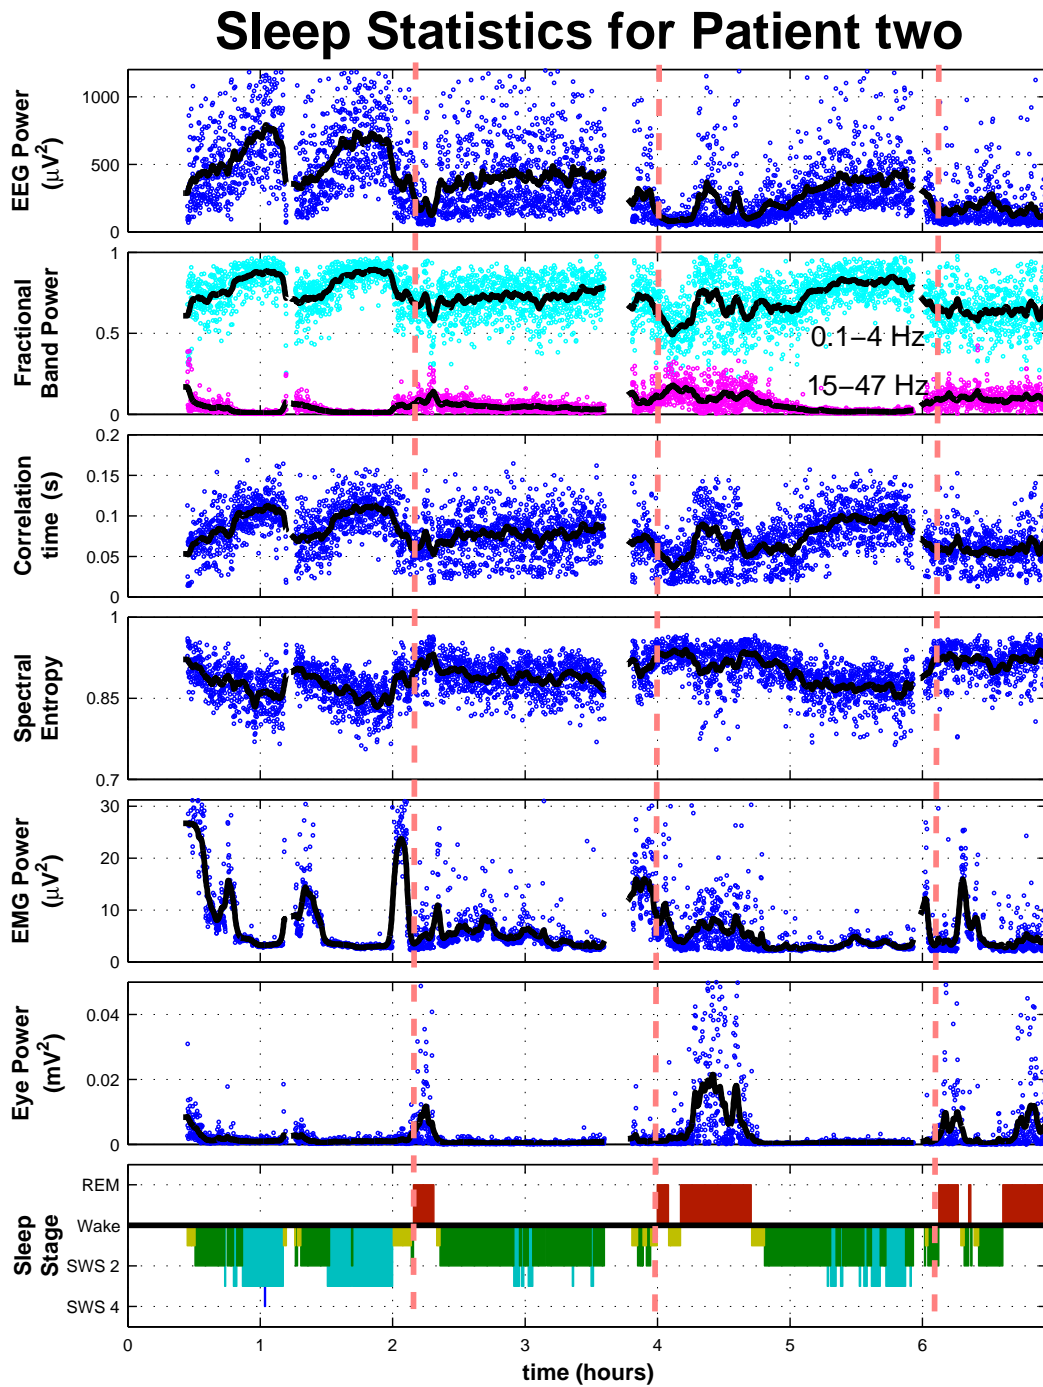 Sleep Statistics for Patient two
EEG Power
(μV²)
1000
500
0
Fractional
Band Power
1
0.5
0
0.1−4 Hz
15−47 Hz
Correlation
time (s)
0.2
0.15
0.1
0.05
0
Spectral
Entropy
1
0.85
0.7
EMG Power
(μV²)
30
20
10
0
Eye Power
(mV²)
0.04
0.02
0
Sleep
Stage
REM
Wake
SWS 2
SWS 4
0 1 2 3 4 5 6
time (hours)